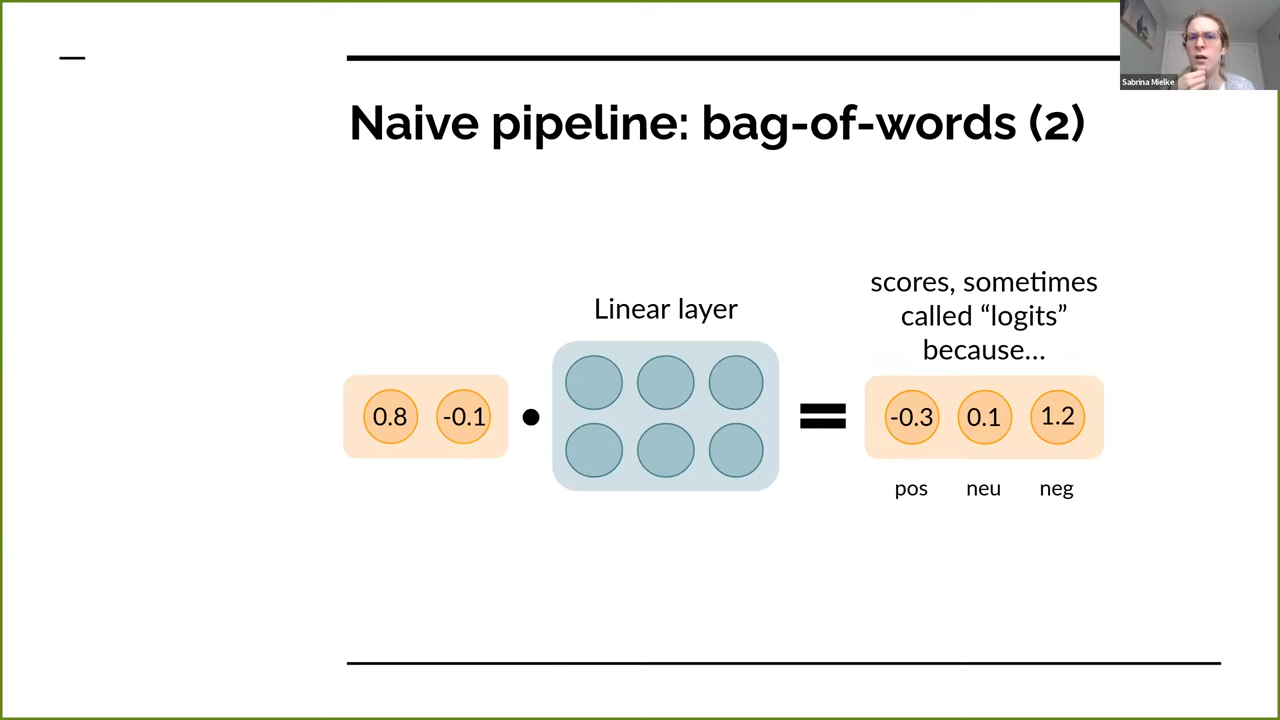 Sabrina Mielke
Naive pipeline: bag-of-words (2)
Linear layer
scores, sometimes
called “logits”
because...
0.8 -0.1 -0.3 0.1 1.2
pos neu neg